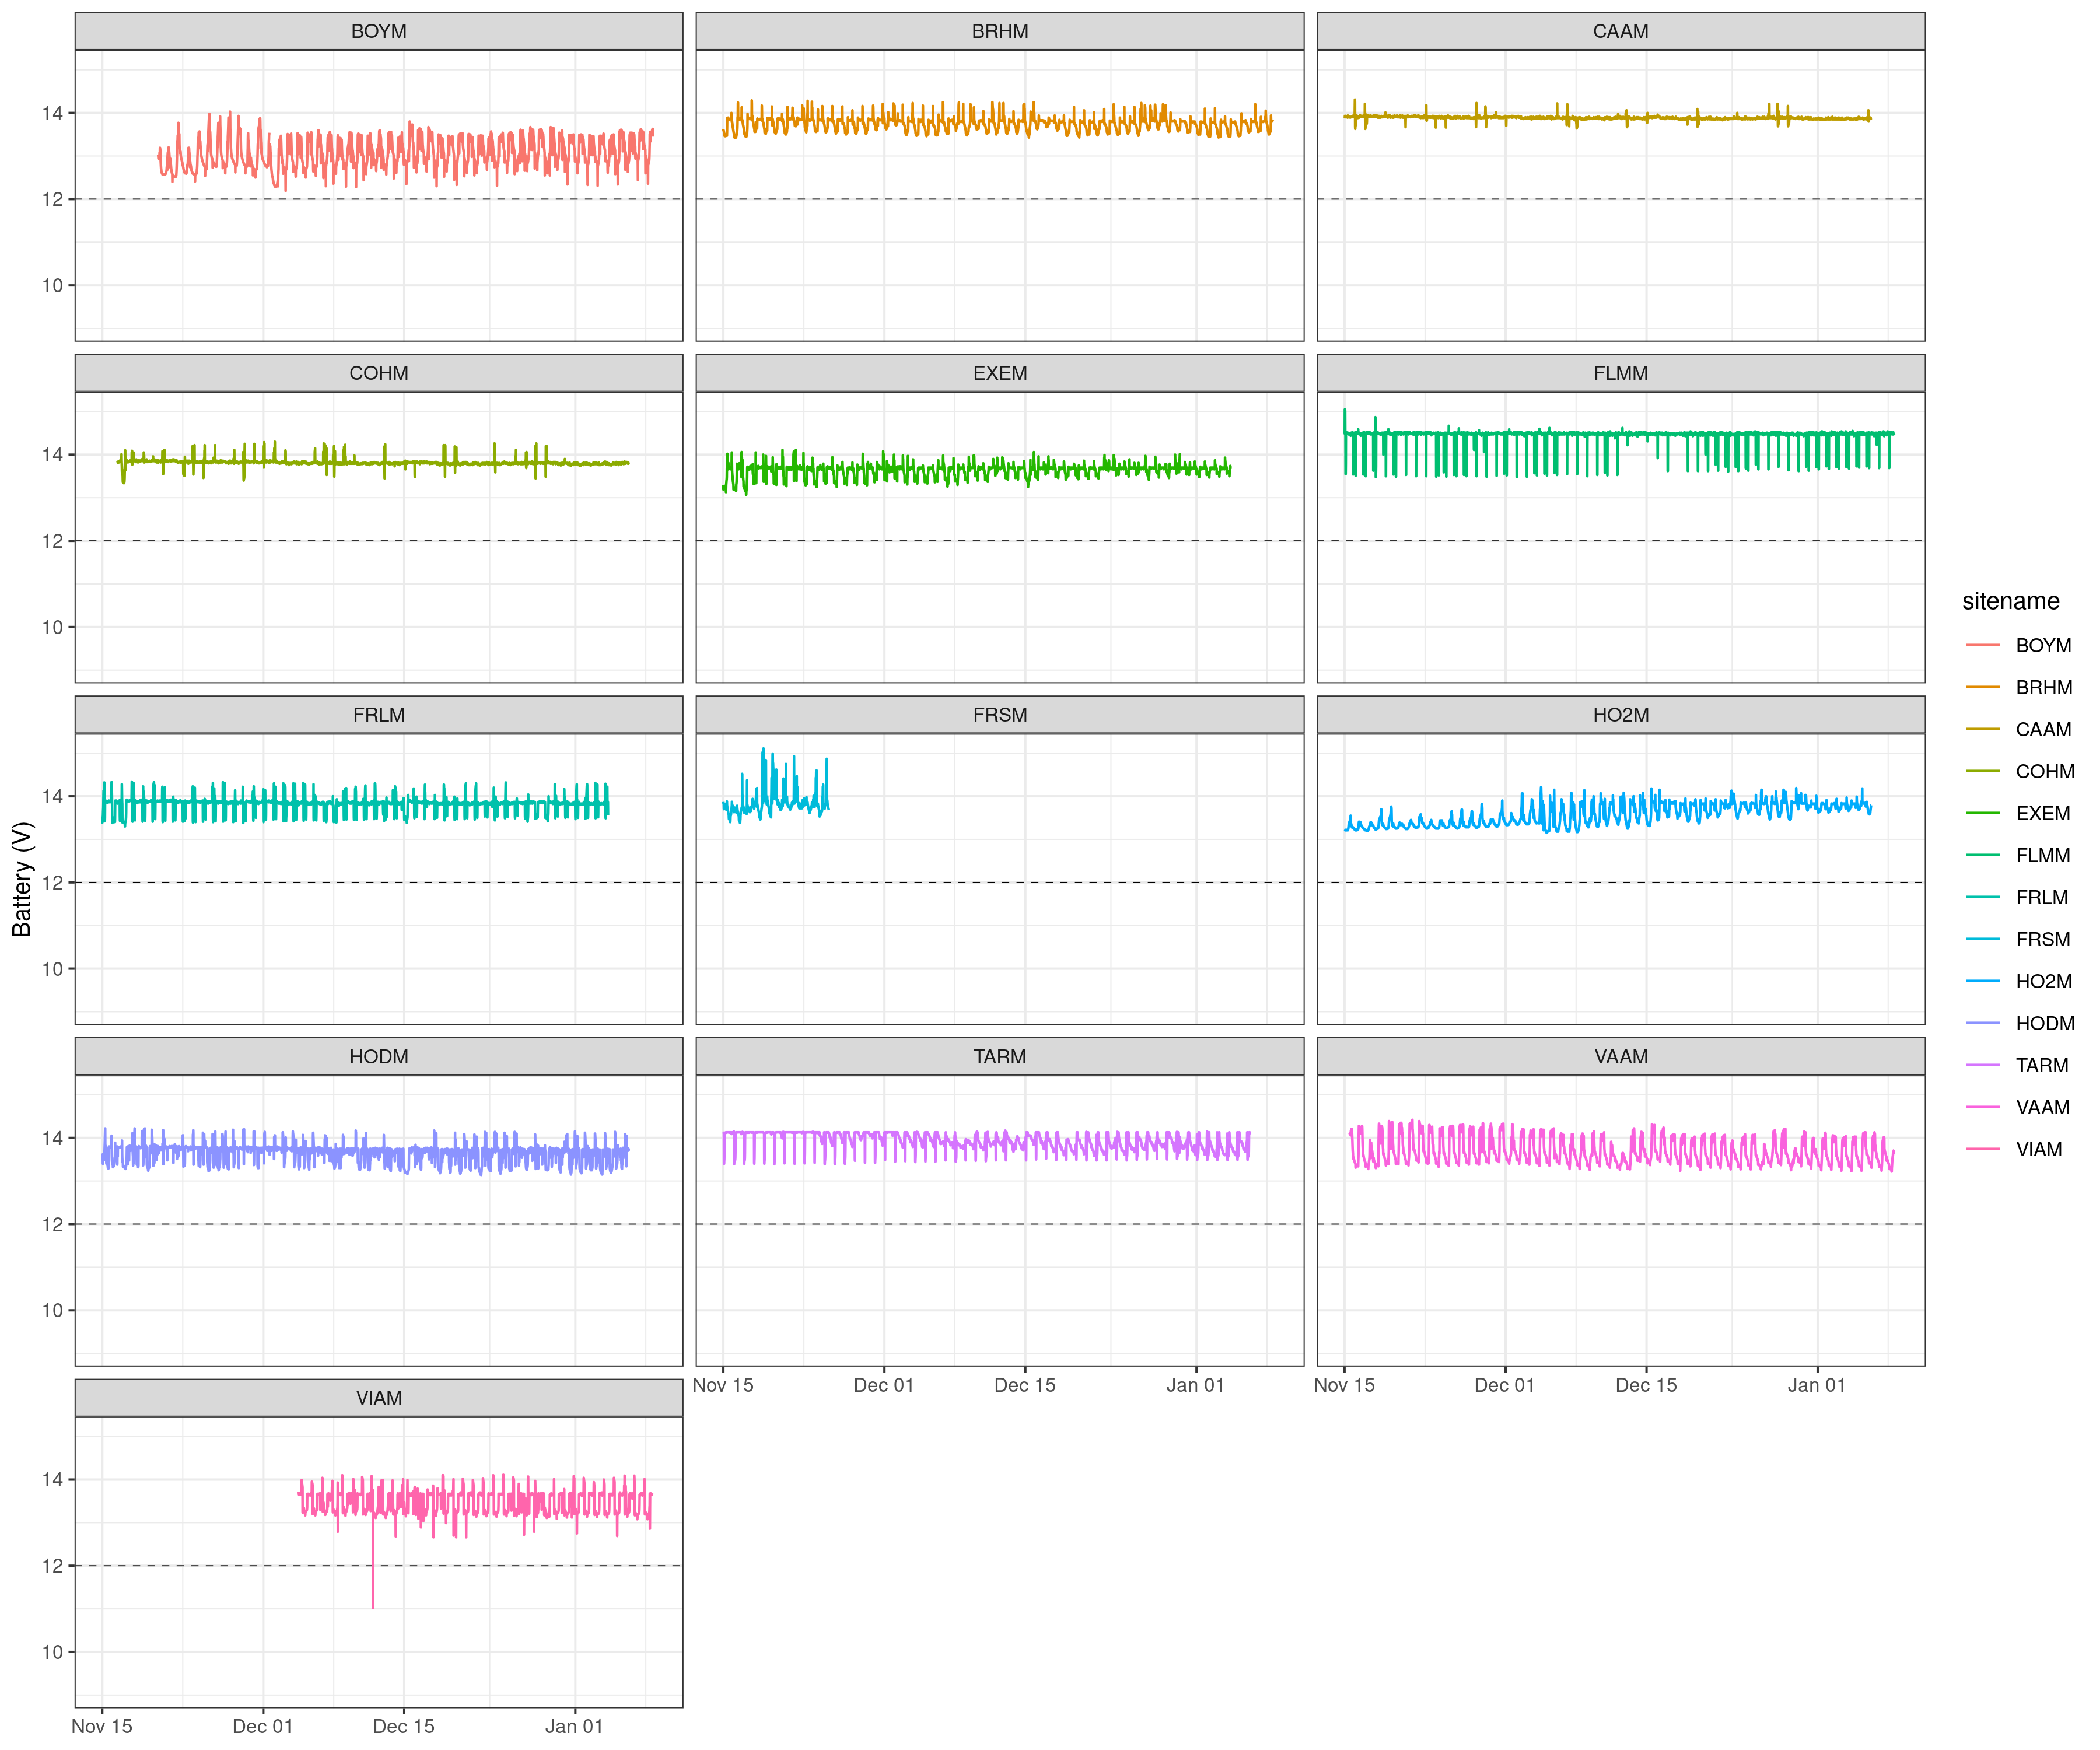 BOYM
BRHM
CAAM
14
12
10
COHM
EXEM
FLMM
14
12
10
FRLM
FRSM
HO2M
14
12
10
HODM
TARM
VAAM
14
12
10
Nov 15
Dec 01
Dec 15
Jan 01
Nov 15
Dec 01
Dec 15
Jan 01
VIAM
14
12
10
Nov 15
Dec 01
Dec 15
Jan 01
Battery (V)
sitename
BOYM
BRHM
CAAM
COHM
EXEM
FLMM
FRLM
FRSM
HO2M
HODM
TARM
VAAM
VIAM